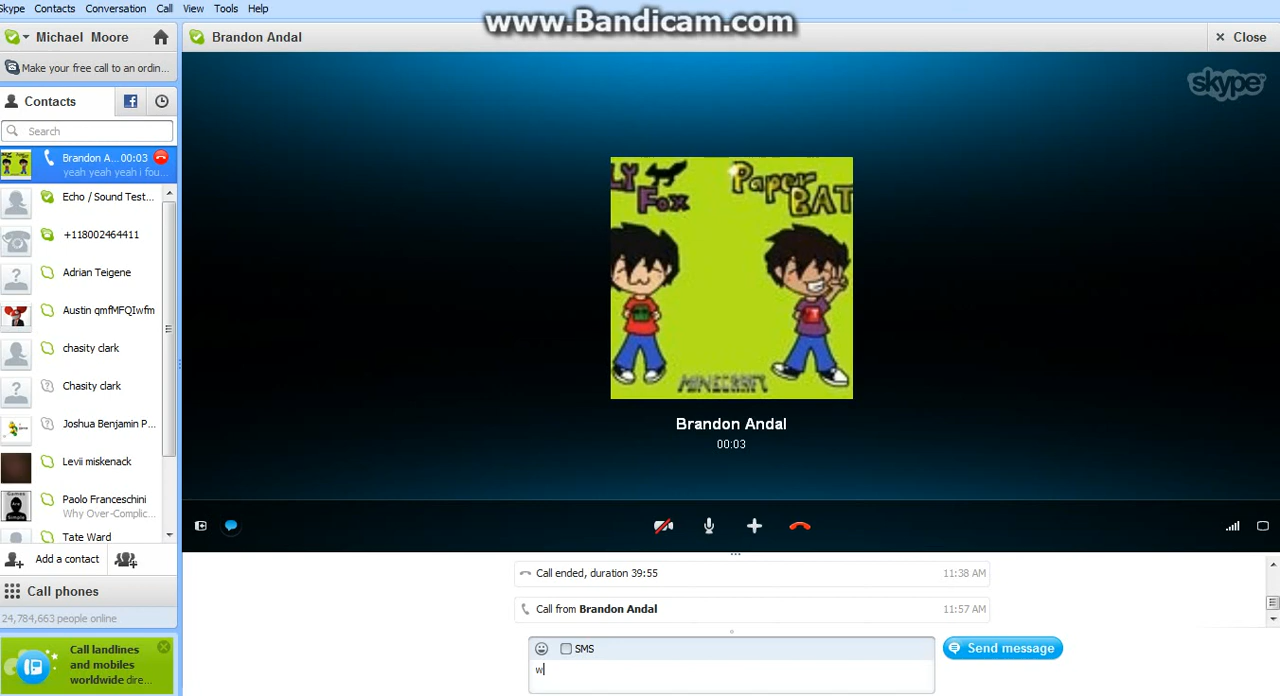 Skype Contacts Conversation Call View Tools Help
www.Bandicam.com
Michael Moore
Brandon Andal
Close
Make your free call to an ordin...
skype
Contacts
Search
Brandon A... 00:03
yeah yeah yeah i fou...
Echo / Sound Test...
+118002464411
Adrian Teigene
Austin qmfMFQIwfm
chasity clark
Chasity clark
Joshua Benjamin P...
Levii miskenack
Paolo Franceschini
Why Over-Complic...
Tate Ward
Add a contact
Call phones
24,784,663 people online
Call landlines
and mobiles
worldwide dire...
LY Paper
Fox BAT
MINECRAFT
Brandon Andal
00:03
Call ended, duration 39:55 11:38 AM
Call from Brandon Andal 11:57 AM
SMS
Send message
w